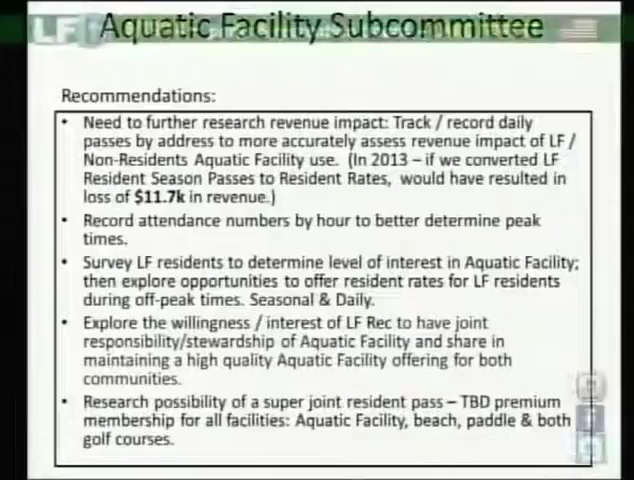 Aquatic Facility Subcommittee
Recommendations:
• Need to further research revenue impact: Track / record daily
passes by address to more accurately assess revenue impact of LF /
Non-Residents Aquatic Facility use. (In 2013 – if we converted LF
Resident Season Passes to Resident Rates, would have resulted in
loss of $11.7k in revenue.)
• Record attendance numbers by hour to better determine peak
times.
• Survey LF residents to determine level of interest in Aquatic Facility;
then explore opportunities to offer resident rates for LF residents
during off-peak times. Seasonal & Daily.
• Explore the willingness / interest of LF Rec to have joint
responsibility/stewardship of Aquatic Facility and share in
maintaining a high quality Aquatic Facility offering for both
communities.
• Research possibility of a super joint resident pass – TBD premium
membership for all facilities: Aquatic Facility, beach, paddle & both
golf courses.